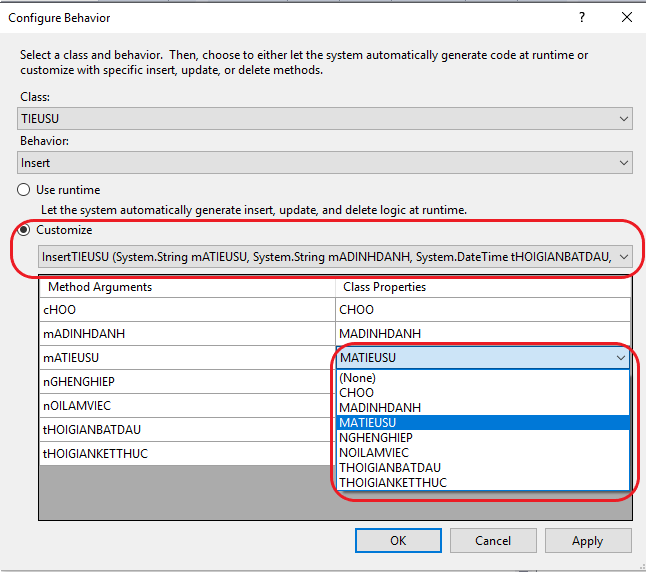 Configure Behavior
Select a class and behavior. Then, choose to either let the system automatically generate code at runtime or
customize with specific insert, update, or delete methods.
Class:
TIEUSU
Behavior:
Insert
Use runtime
Let the system automatically generate insert, update, and delete logic at runtime.
Customize
InsertTIEUSU (System.String mATIEUSU, System.String mADINHDANH, System.DateTime tHOIGIANBATDAU,
Method Arguments Class Properties
cHOO CHOO
mADINHDANH MADINHDANH
mATIEUSU MATIEUSU
nGHENGHIEP
nOILAMVIEC
tHOIGIANBATDAU
tHOIGIANKETTHUC
(None)
CHOO
MADINHDANH
MATIEUSU
NGHENGHIEP
NOILAMVIEC
THOIGIANBATDAU
THOIGIANKETTHUC
OK Cancel Apply